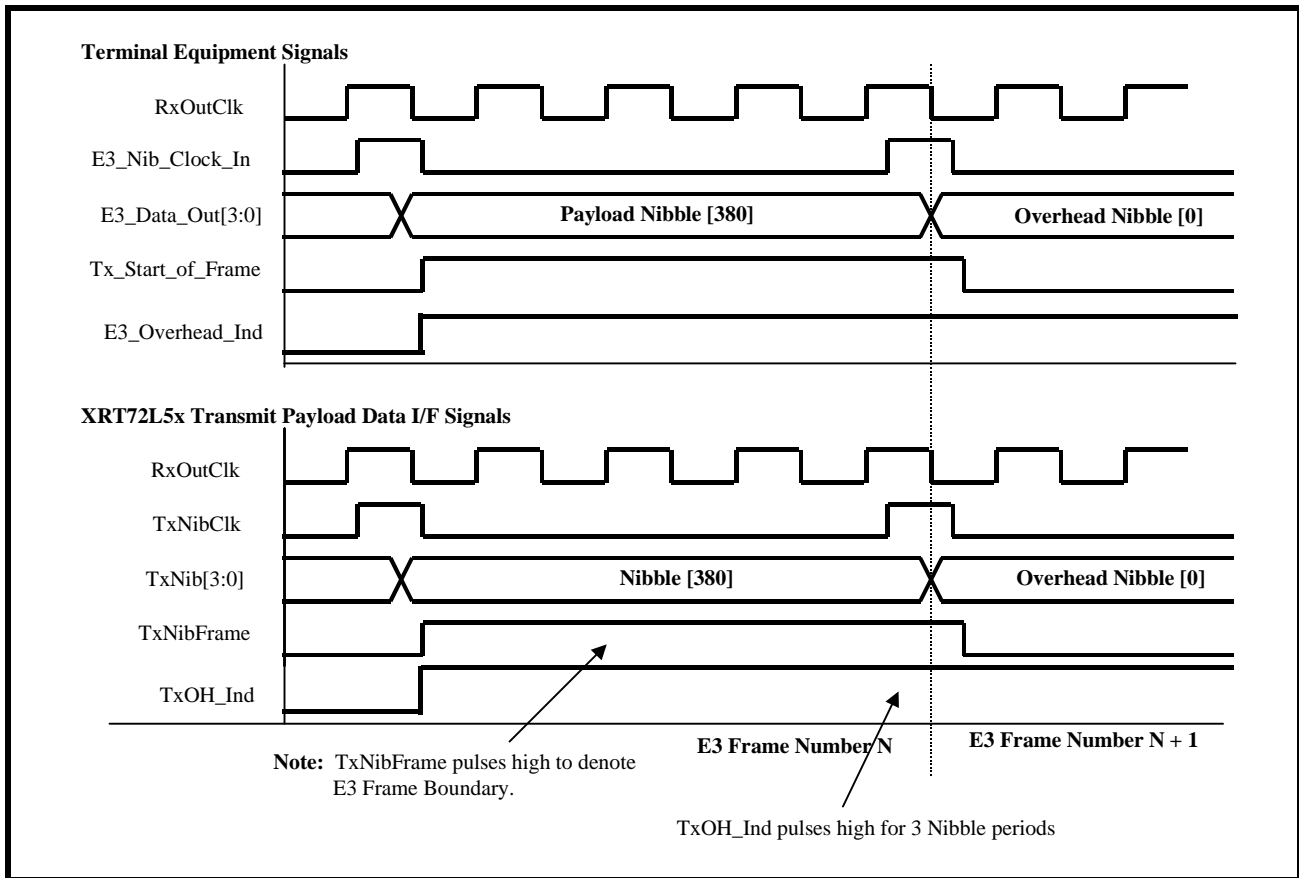 Terminal Equipment Signals
RxOutClk
E3_Nib_Clock_In
E3_Data_Out[3:0]
Payload Nibble [380]
Overhead Nibble [0]
Tx_Start_of_Frame
E3_Overhead_Ind
XRT72L5x Transmit Payload Data I/F Signals
RxOutClk
TxNibClk
TxNib[3:0]
Nibble [380]
Overhead Nibble [0]
TxNibFrame
TxOH_Ind
E3 Frame Number N
E3 Frame Number N + 1
Note: TxNibFrame pulses high to denote
E3 Frame Boundary.
TxOH_Ind pulses high for 3 Nibble periods